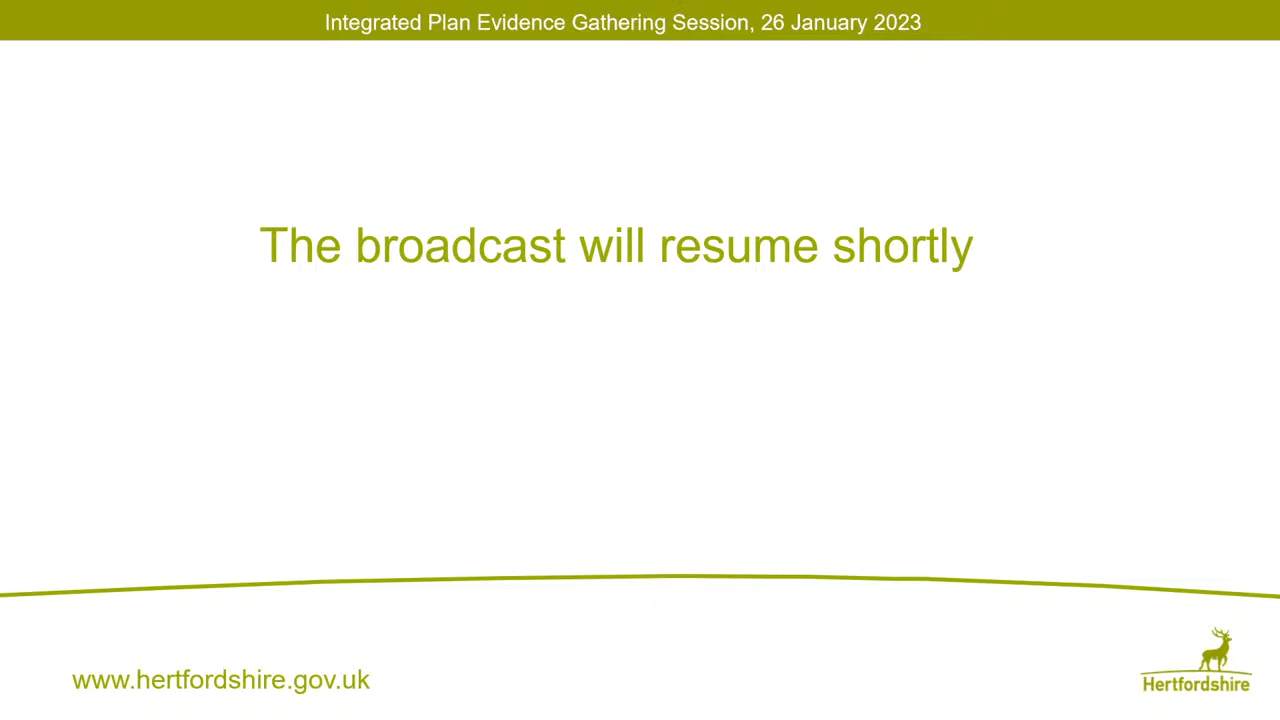 Integrated Plan Evidence Gathering Session, 26 January 2023
The broadcast will resume shortly
www.hertfordshire.gov.uk
Hertfordshire